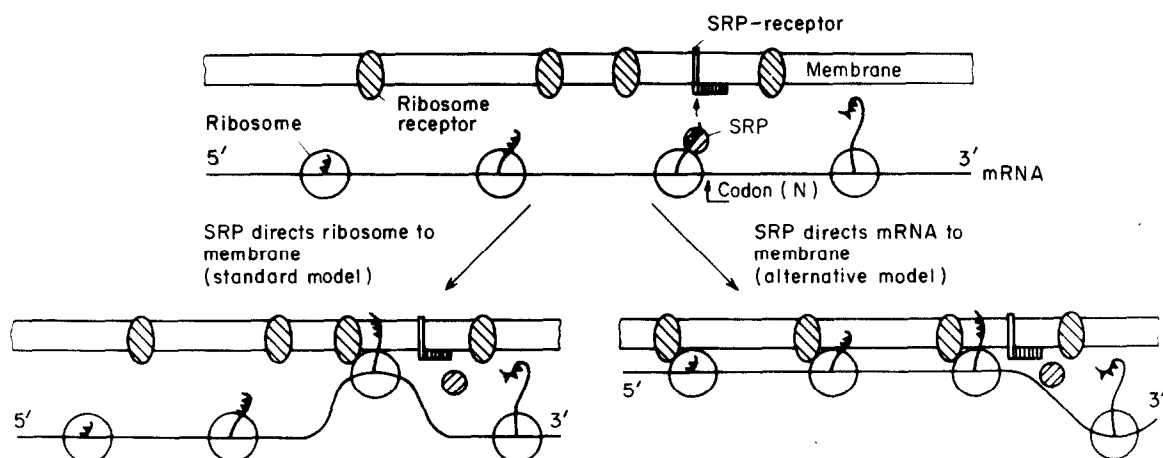 SRP-receptor
Membrane
Ribosome
receptor
Ribosome
SRP
5'
3'
mRNA
Codon (N)
SRP directs ribosome to
membrane
(standard model)
SRP directs mRNA to
membrane
(alternative model)
5'
3'
5'
3'